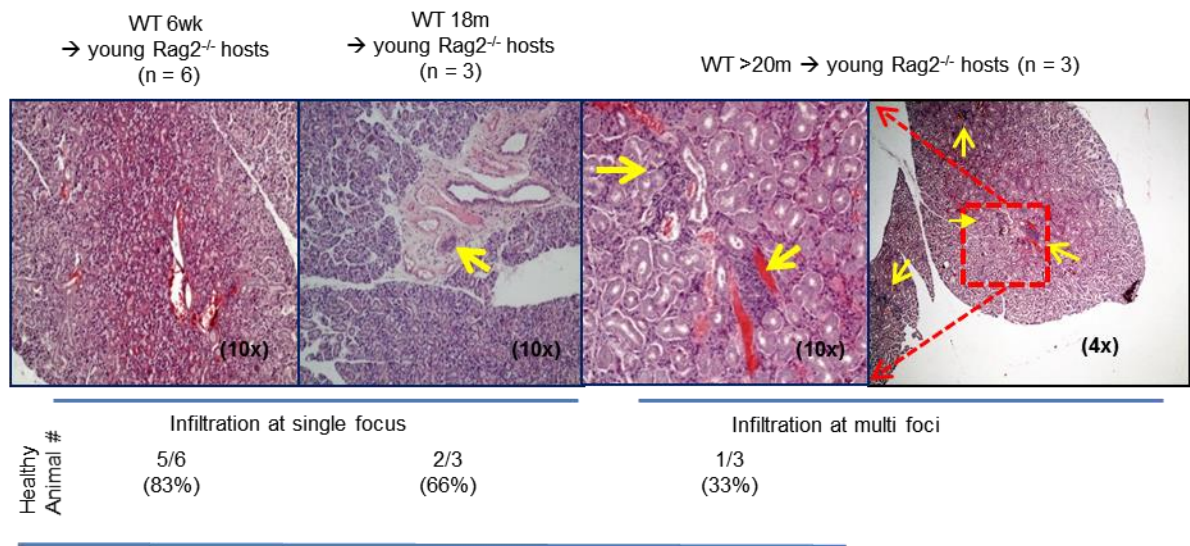 WT 6wk
→ young Rag2-/- hosts
(n = 6)
WT 18m
→ young Rag2-/- hosts
(n = 3)
WT >20m → young Rag2-/- hosts (n = 3)
(10x)
(10x)
(10x)
(4x)
Infiltration at single focus
Infiltration at multi foci
Healthy
Animal #
5/6
(83%)
2/3
(66%)
1/3
(33%)